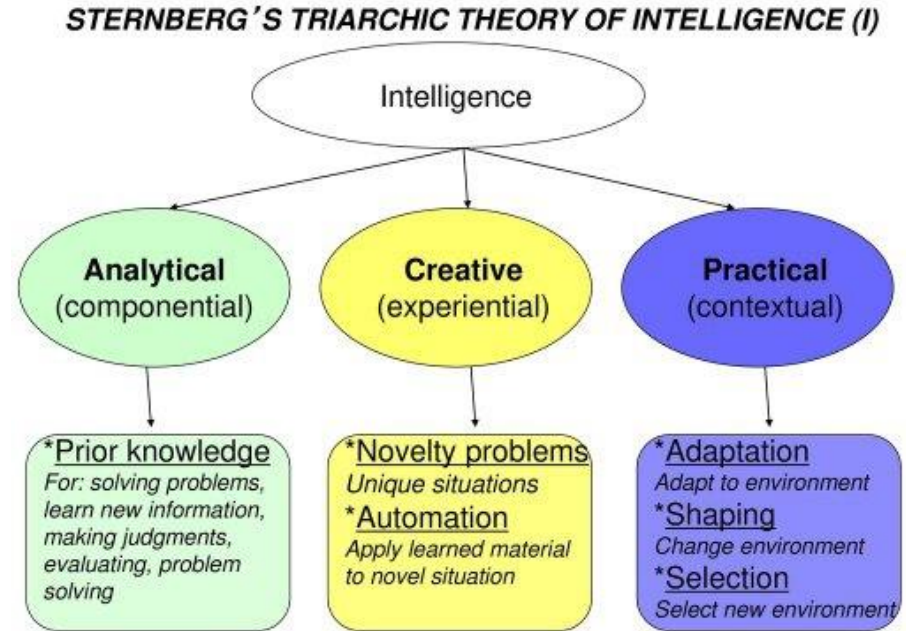 STERNBERG'S TRIARCHIC THEORY OF INTELLIGENCE (I)
Intelligence
Analytical
(componential)
Creative
(experiential)
Practical
(contextual)
*Prior knowledge
For: solving problems,
learn new information,
making judgments,
evaluating, problem
solving
*Novelty problems
Unique situations
*Automation
Apply learned material
to novel situation
*Adaptation
Adapt to environment
*Shaping
Change environment
*Selection
Select new environment